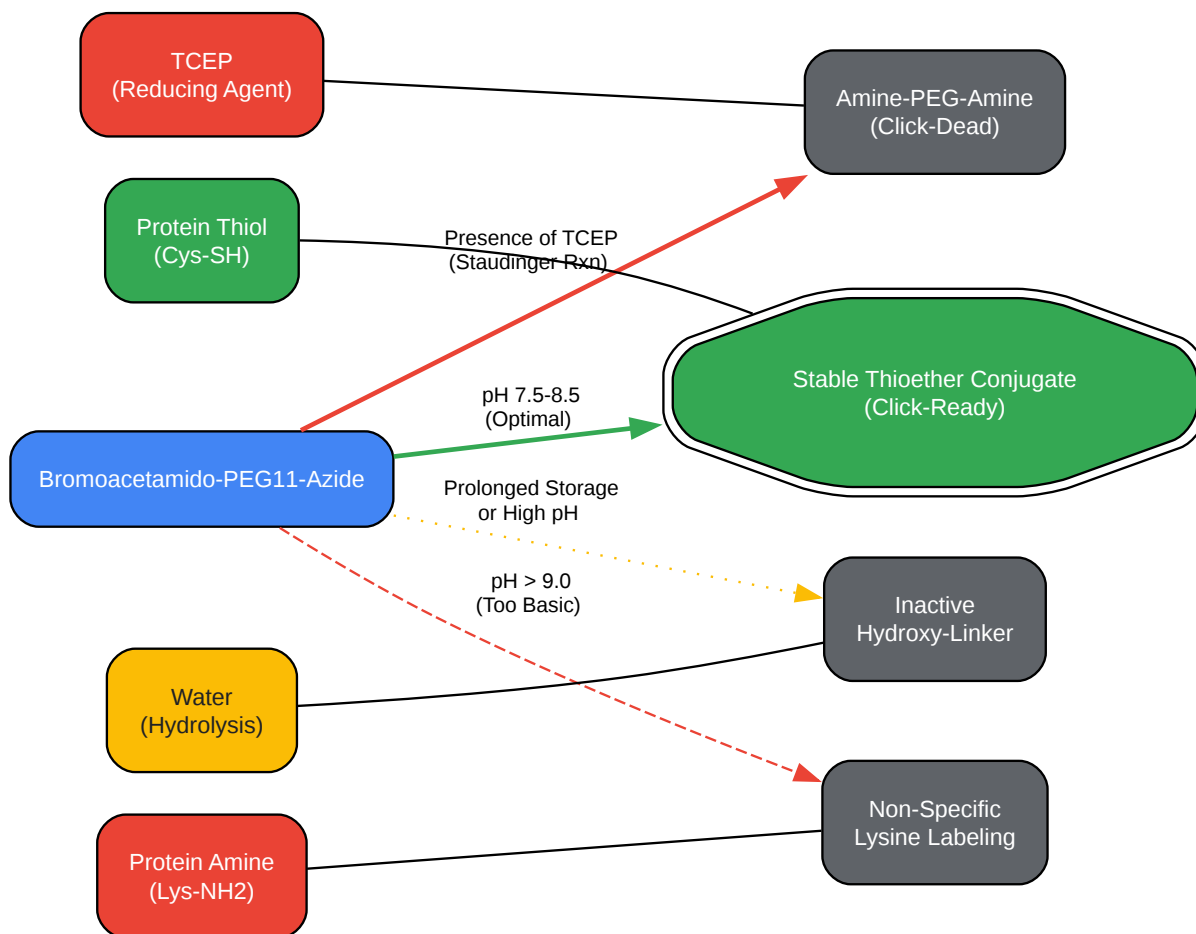 TCEP
(Reducing Agent)
Amine-PEG-Amine
(Click-Dead)
Protein Thiol
(Cys-SH)
Presence of TCEP
(Staudinger Rxn)
Stable Thioether Conjugate
(Click-Ready)
pH 7.5-8.5
(Optimal)
Bromoacetamido-PEG11-Azide
Prolonged Storage
or High pH
pH > 9.0
(Too Basic)
Inactive
Hydroxy-Linker
Water
(Hydrolysis)
Non-Specific
Lysine Labeling
Protein Amine
(Lys-NH2)